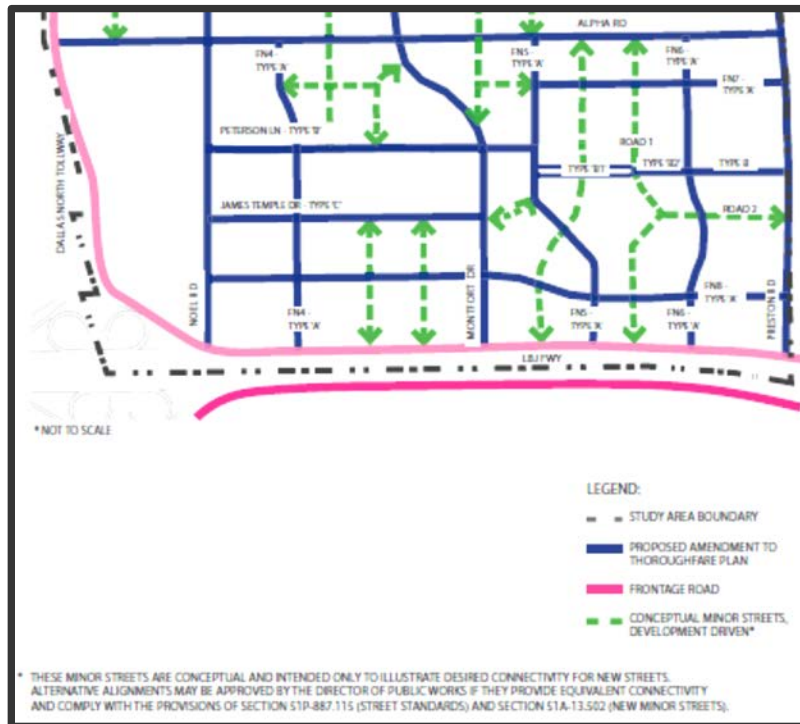 ALPHA RD
FN4 -
TYPE 'A'
FN5 -
TYPE 'A'
FN6 -
TYPE 'A'
FN7 -
TYPE 'A'
PETERSON LN - TYPE 'B'
ROAD 1
TYPE 'B1'
TYPE 'B2'
TYPE B
DALLAS NORTH TOLLWAY
JAMES TEMPLE DR - TYPE 'C'
ROAD 2
NOEL RD
MONTFORT DR
PRESTON RD
FN4 -
TYPE 'A'
FN5 -
TYPE 'A'
FN6 -
TYPE 'A'
FN8 -
TYPE 'A'
LBJ FWY
* NOT TO SCALE
LEGEND:
STUDY AREA BOUNDARY
PROPOSED AMENDMENT TO
THOROUGHFARE PLAN
FRONTAGE ROAD
CONCEPTUAL MINOR STREETS,
DEVELOPMENT DRIVEN*
* THESE MINOR STREETS ARE CONCEPTUAL AND INTENDED ONLY TO ILLUSTRATE DESIRED CONNECTIVITY FOR NEW STREETS.
ALTERNATIVE ALIGNMENTS MAY BE APPROVED BY THE DIRECTOR OF PUBLIC WORKS IF THEY PROVIDE EQUIVALENT CONNECTIVITY
AND COMPLY WITH THE PROVISIONS OF SECTION 51P-887.115 (STREET STANDARDS) AND SECTION 51A-13.502 (NEW MINOR STREETS).